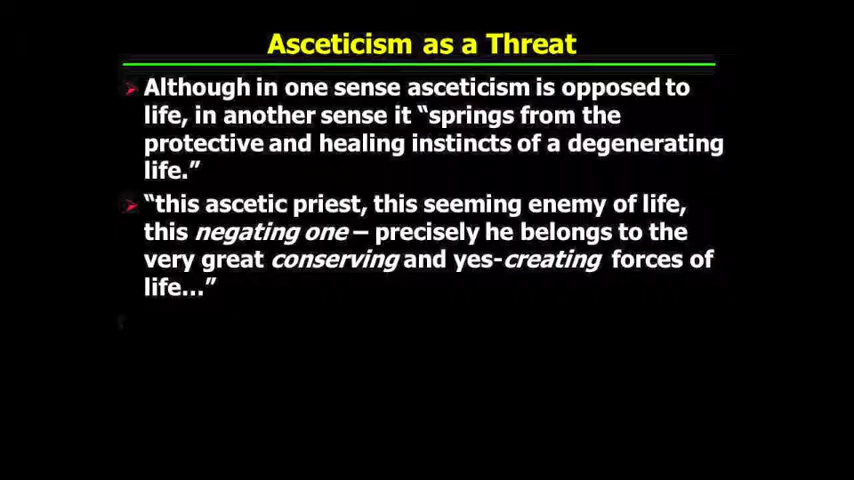 Asceticism as a Threat
Although in one sense asceticism is opposed to
life, in another sense it “springs from the
protective and healing instincts of a degenerating
life.”
“this ascetic priest, this seeming enemy of life,
this negating one – precisely he belongs to the
very great conserving and yes-creating forces of
life…”